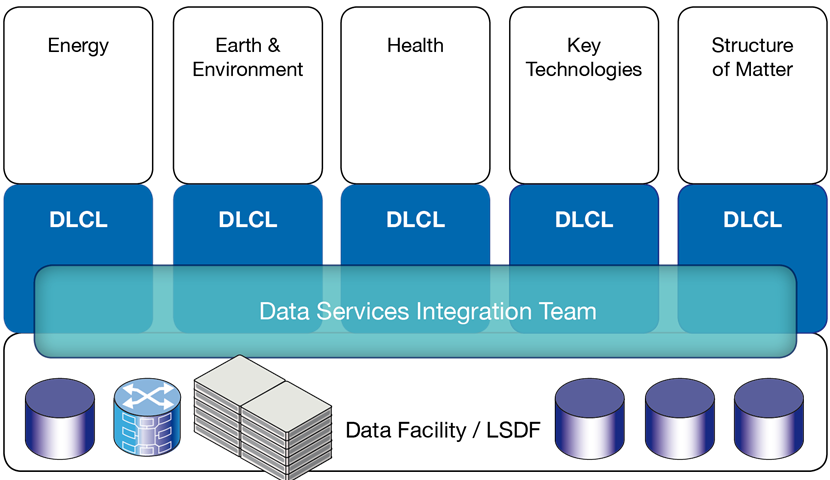 Energy
Earth &
Environment
Health
Key
Technologies
Structure
of Matter
DLCL
DLCL
DLCL
DLCL
DLCL
Data Services Integration Team
Data Facility / LSDF